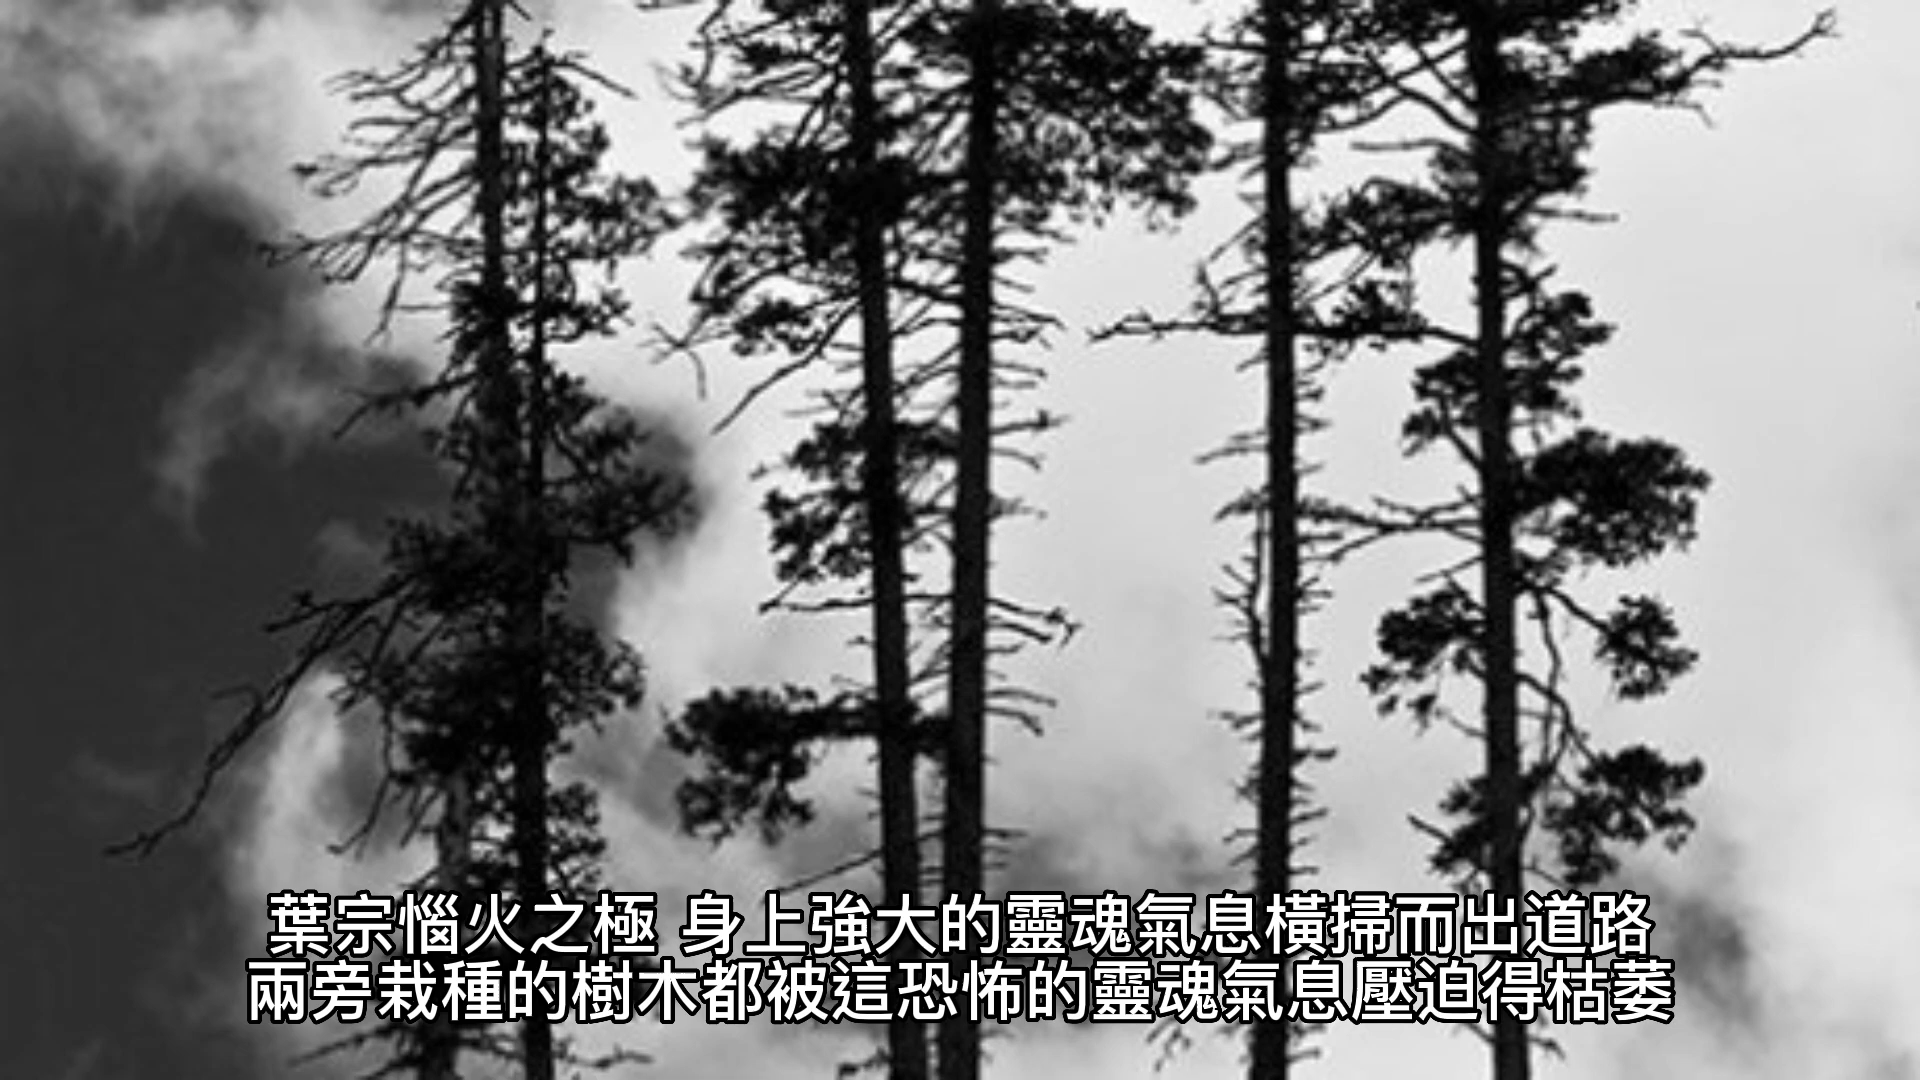 葉宗惱火之極 身上強大的靈魂氣息橫掃而出道路
兩旁栽種的樹木都被這恐怖的靈魂氣息壓迫得枯萎